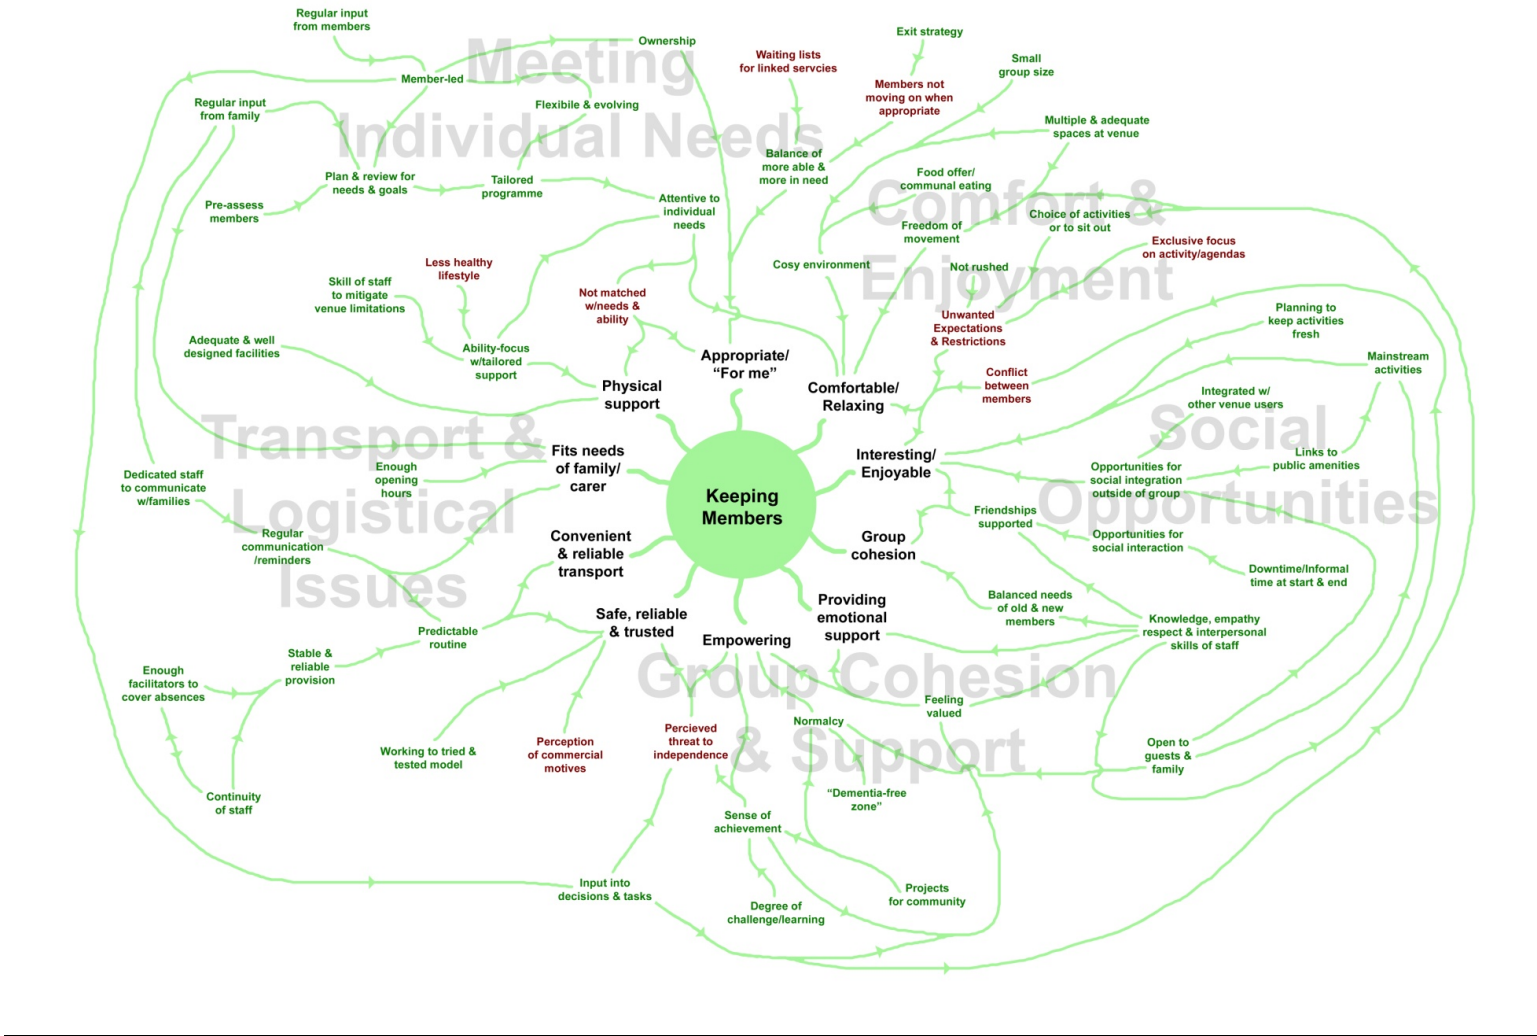 Regular input
from members
Ownership
Meeting
Individual Needs
Member-led
Regular input
from family
Flexibile & evolving
Plan & review for
needs & goals
Tailored
programme
Pre-assess
members
Attentive to
individual
needs
Waiting lists
for linked servcies
Exit strategy
Members not
moving on when
appropriate
Small
group size
Multiple & adequate
spaces at venue
Balance of
more able &
more in need
Food offer/
communal eating
Comfort &
Enjoyment
Freedom of
movement
Choice of activities
or to sit out
Exclusive focus
on activity/agendas
Cosy environment
Not rushed
Unwanted
Expectations
& Restrictions
Less healthy
lifestyle
Skill of staff
to mitigate
venue limitations
Not matched
w/needs &
ability
Adequate & well
designed facilities
Ability-focus
w/tailored
support
Planning to
keep activities
fresh
Mainstream
activities
Conflict
between
members
Integrated w/
other venue users
Social
Opportunities
Links to
public amenities
Opportunities for
social integration
outside of group
Friendships
supported
Opportunities for
social interaction
Downtime/Informal
time at start & end
Appropriate/
“For me”
Comfortable/
Relaxing
Physical
support
Interesting/
Enjoyable
Fits needs
of family/
carer
Keeping
Members
Group
cohesion
Convenient
& reliable
transport
Providing
emotional
support
Safe, reliable
& trusted
Empowering
Transport &
Logistical
Issues
Enough
opening
hours
Dedicated staff
to communicate
w/families
Regular
communication
/reminders
Predictable
routine
Stable &
reliable
provision
Enough
facilitators to
cover absences
Continuity
of staff
Working to tried &
tested model
Perception
of commercial
motives
Percieved
threat to
independence
Balanced needs
of old & new
members
Knowledge, empathy
respect & interpersonal
skills of staff
Group Cohesion
& Support
Feeling
valued
Normalcy
Open to
guests &
family
“Dementia-free
zone”
Sense of
achievement
Input into
decisions & tasks
Degree of
challenge/learning
Projects
for community